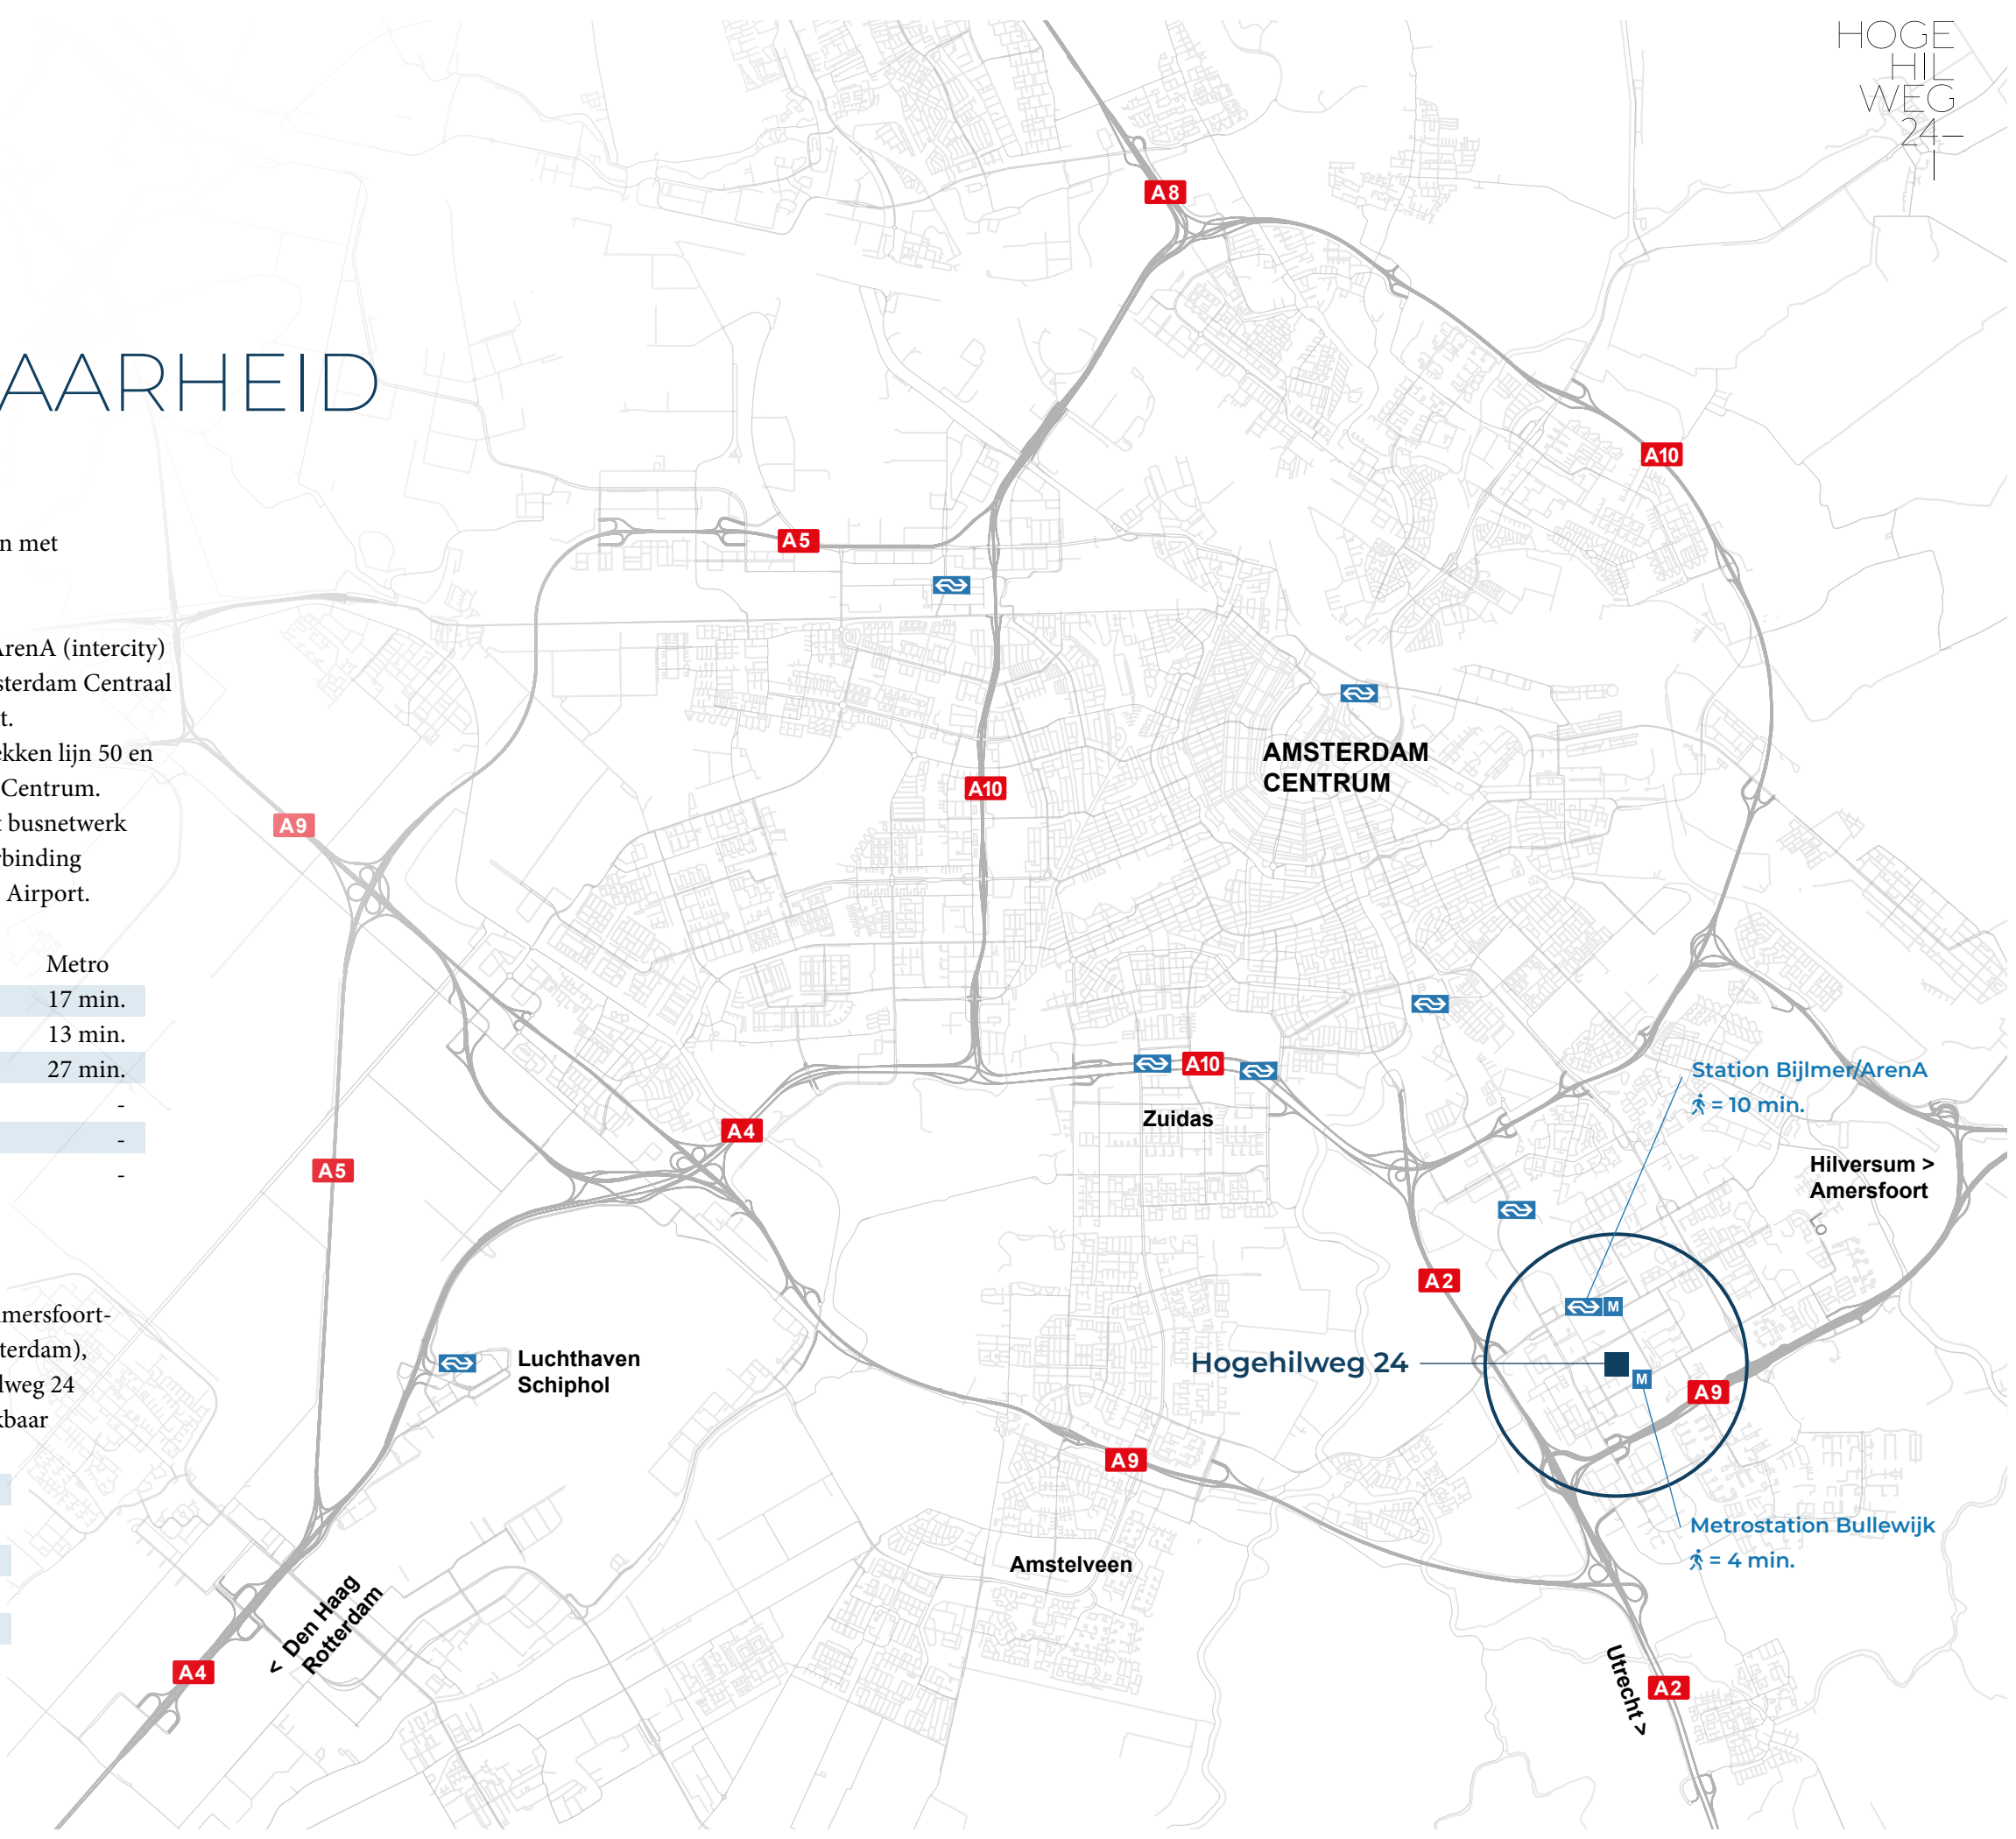 HOGE
HIL
WEG
24
AARHEID
n met
ArenA (intercity)
sterdam Centraal
t.
ekken lijn 50 en
Centrum.
t busnetwerk
rbinding
Airport.
Metro
17 min.
13 min.
27 min.
-
-
-
mersfoort-
terdam),
lweg 24
kbaar
A8
A10
A5
AMSTERDAM
CENTRUM
A10
A9
A10
Zuidas
A4
A5
Station Bijlmer/ArenA
= 10 min.
Hilversum >
Amersfoort
A2
M
Hogehilweg 24
M
A9
Luchthaven
Schiphol
A9
Metrostation Bullewijk
= 4 min.
Amstelveen
< Den Haag
Rotterdam
A4
Utrecht >
A2